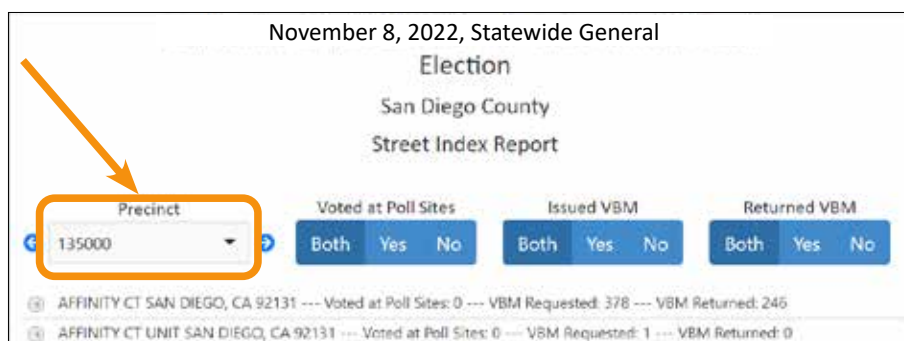 November 8, 2022, Statewide General
Election
San Diego County
Street Index Report
Precinct Voted at Poll Sites Issued VBM Returned VBM
135000 Both Yes No Both Yes No Both Yes No
AFFINITY CT SAN DIEGO, CA 92131 --- Voted at Poll Sites: 0 --- VBM Requested: 378 --- VBM Returned: 246
AFFINITY CT UNIT SAN DIEGO, CA 92131 --- Voted at Poll Sites: 0 --- VBM Requested: 1 --- VBM Returned: 0